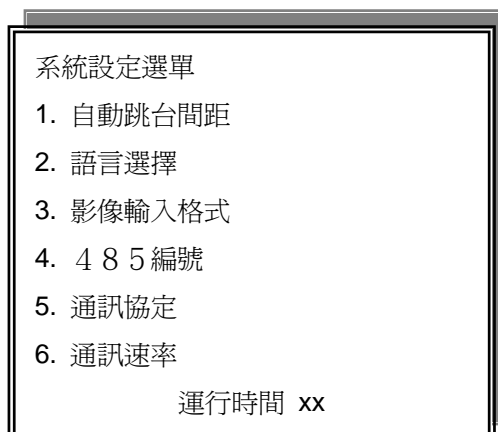 系統設定選單
1. 自動跳台間距
2. 語言選擇
3. 影像輸入格式
4. ４８５編號
5. 通訊協定
6. 通訊速率
運行時間 xx